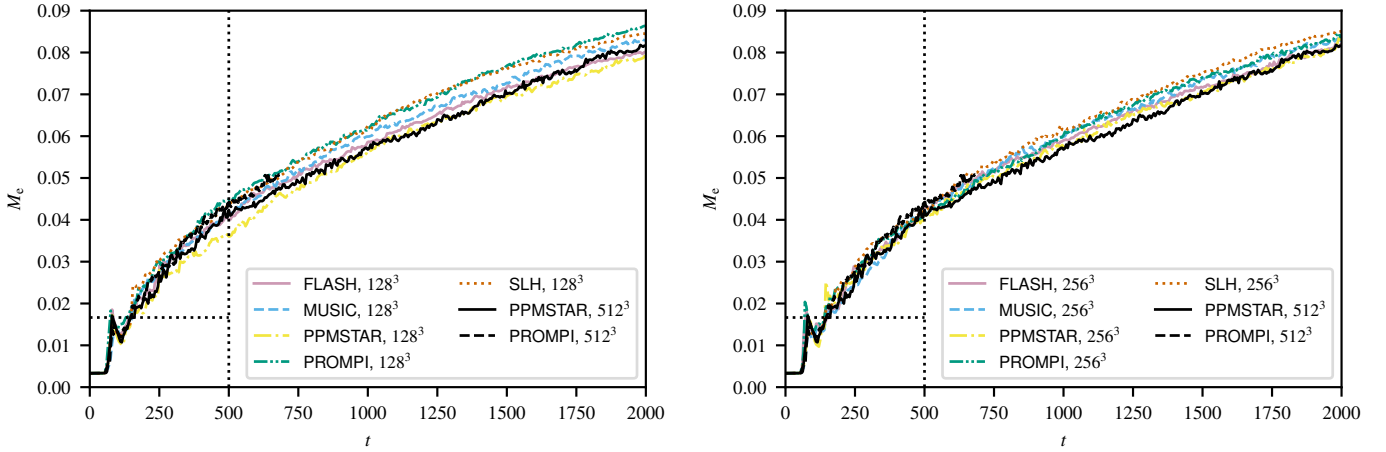 0.09
0.08
0.07
0.06
0.05
0.04
0.03
0.02
0.01
0.00
M_e
0 250 500 750 1000 1250 1500 1750 2000
t
FLASH, 128³ SLH, 128³
MUSIC, 128³ PPMSTAR, 512³
PPMSTAR, 128³ PROMPI, 512³
PROMPI, 128³
0.09
0.08
0.07
0.06
0.05
0.04
0.03
0.02
0.01
0.00
M_e
0 250 500 750 1000 1250 1500 1750 2000
t
FLASH, 256³ SLH, 256³
MUSIC, 256³ PPMSTAR, 512³
PPMSTAR, 256³ PROMPI, 512³
PROMPI, 256³